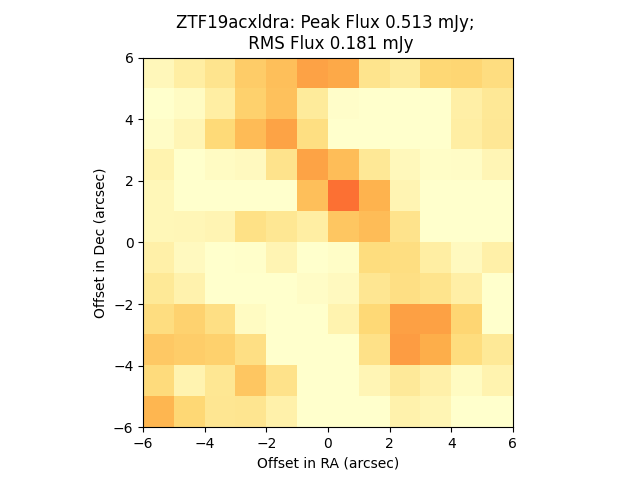 ZTF19acxldra: Peak Flux 0.513 mJy;
RMS Flux 0.181 mJy
6
4
2
0
−2
−4
−6
Offset in Dec (arcsec)
−6 −4 −2 0 2 4 6
Offset in RA (arcsec)